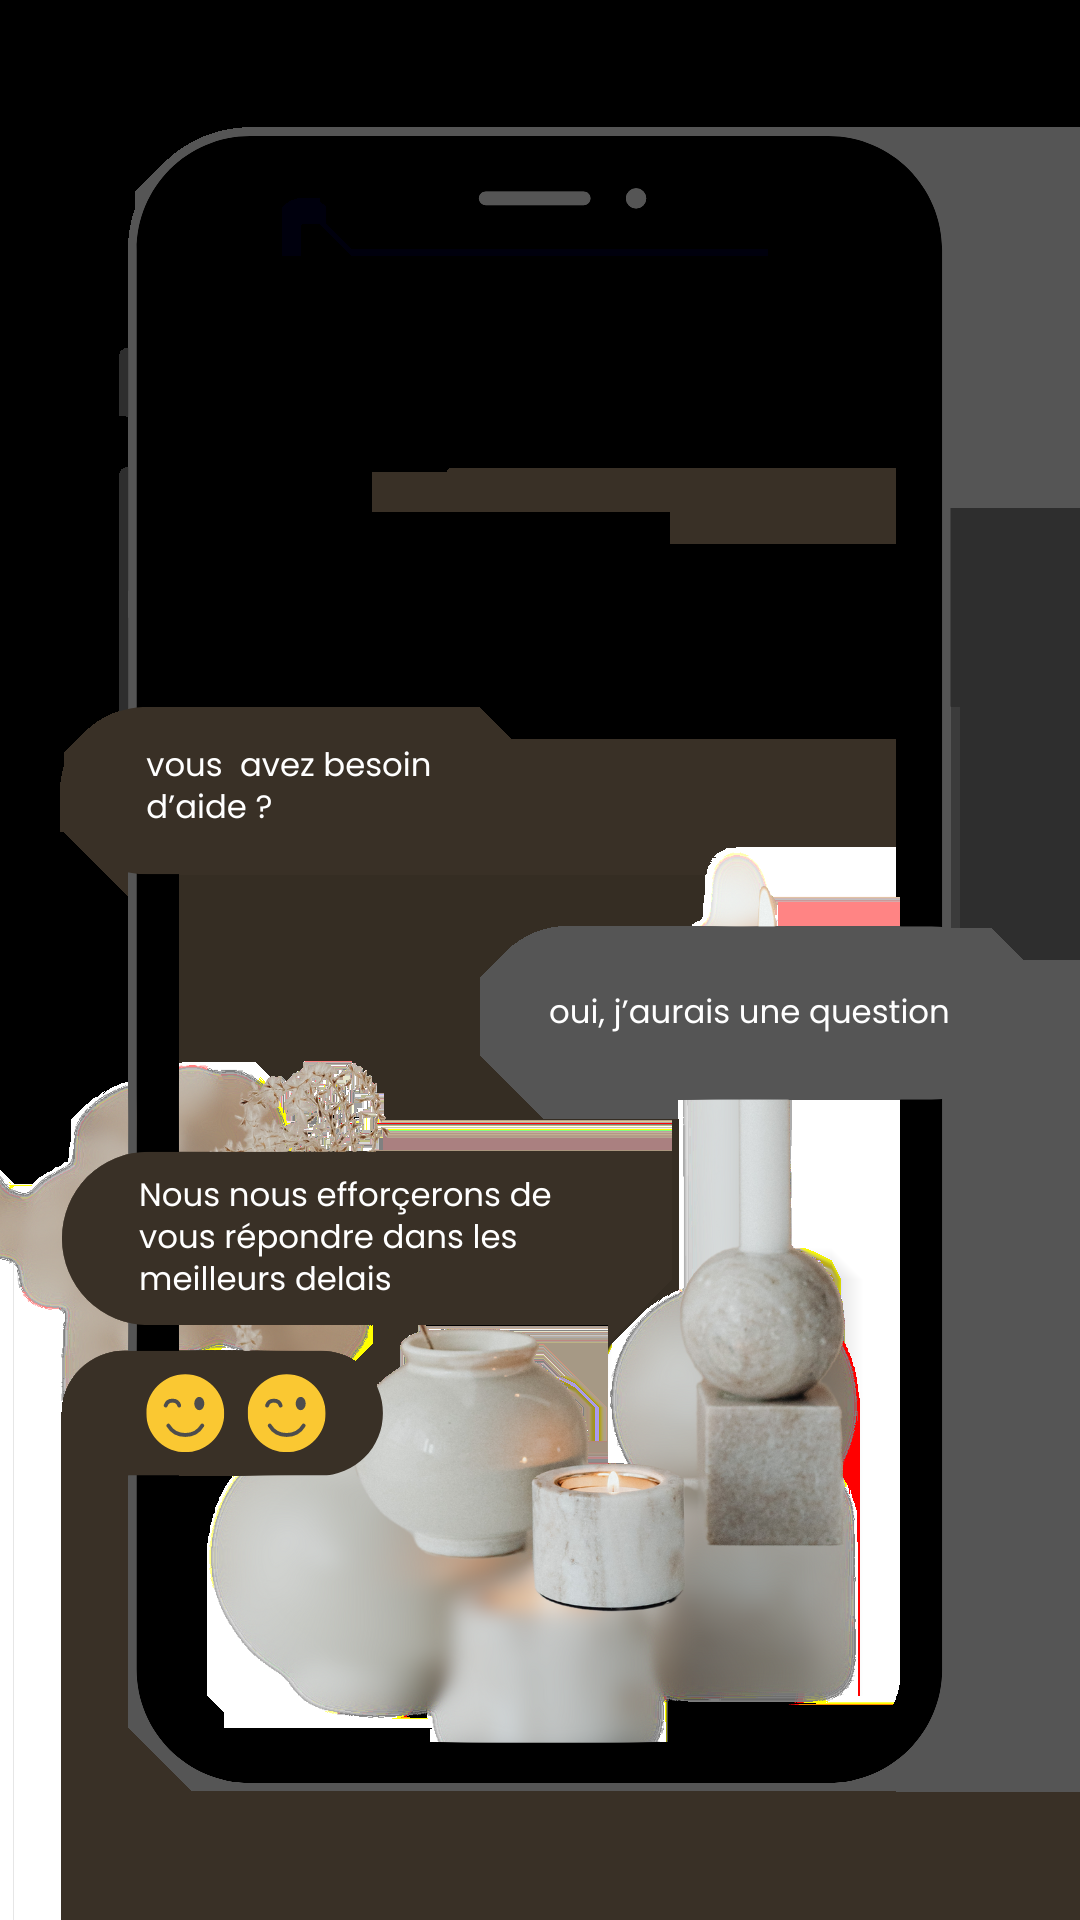 vous  avez besoin
d’aide ?
oui, j’aurais une question
Nous nous efforçerons de
vous répondre dans les
meilleurs delais